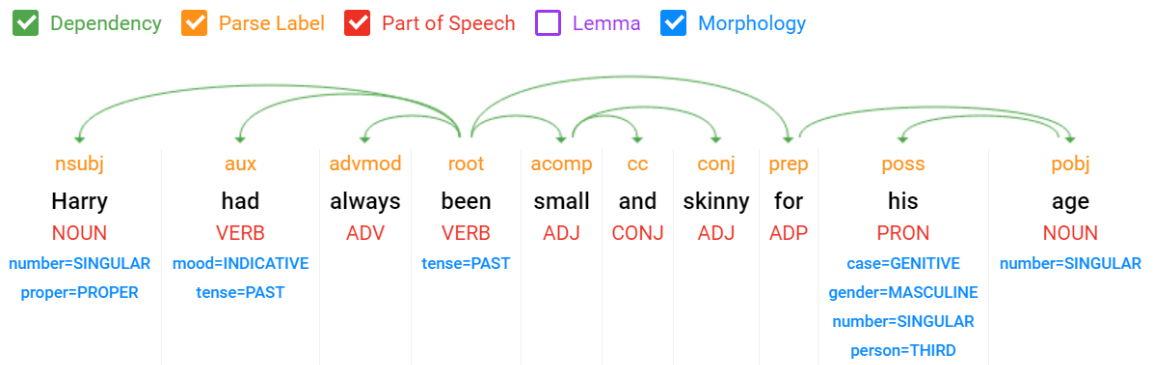 Dependency Parse Label Part of Speech Lemma Morphology
nsubj aux advmod root acomp cc conj prep poss pobj
Harry had always been small and skinny for his age
NOUN VERB ADV VERB ADJ CONJ ADJ ADP PRON NOUN
number=SINGULAR mood=INDICATIVE tense=PAST case=GENITIVE number=SINGULAR
proper=PROPER tense=PAST gender=MASCULINE
number=SINGULAR
person=THIRD